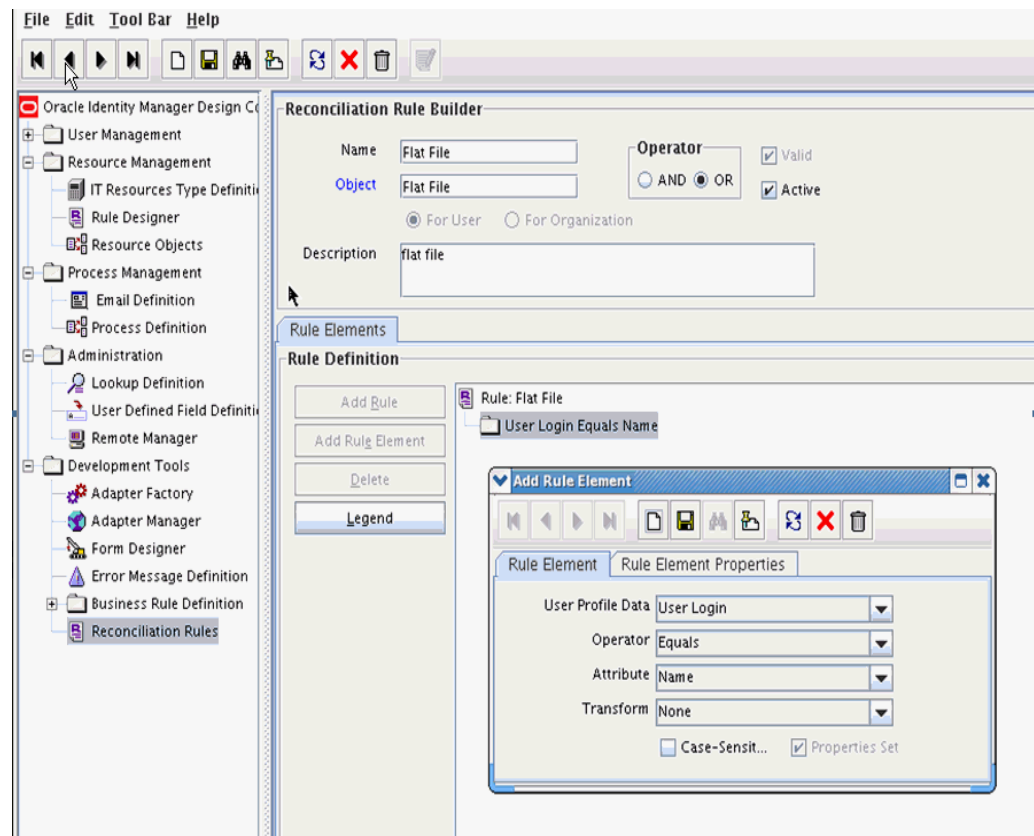 File Edit Tool Bar Help
Oracle Identity Manager Design Co
User Management
Resource Management
IT Resources Type Definiti
Rule Designer
Resource Objects
Process Management
Email Definition
Process Definition
Administration
Lookup Definition
User Defined Field Definiti
Remote Manager
Development Tools
Adapter Factory
Adapter Manager
Form Designer
Error Message Definition
Business Rule Definition
Reconciliation Rules
Reconciliation Rule Builder
Name Flat File
Operator
AND OR
Valid
Object Flat File
Active
For User For Organization
Description flat file
Rule Elements
Rule Definition
Add Rule
Add Rule Element
Delete
Legend
Rule: Flat File
User Login Equals Name
Add Rule Element
Rule Element Rule Element Properties
User Profile Data User Login
Operator Equals
Attribute Name
Transform None
Case-Sensit... Properties Set